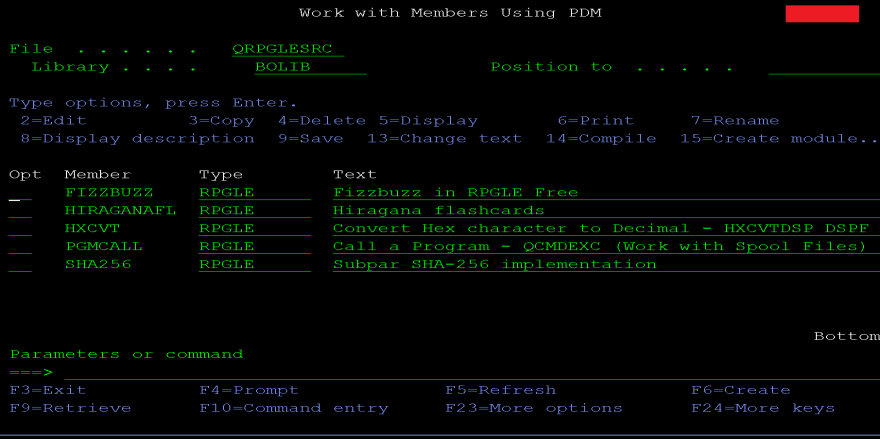 Work with Members Using PDM
File . . . . . . QRPGLESRC
Library . . . . BOLIB Position to . . . . .
Type options, press Enter.
2=Edit 3=Copy 4=Delete 5=Display 6=Print 7=Rename
8=Display description 9=Save 13=Change text 14=Compile 15=Create module..
Opt Member Type Text
FIZZBUZZ RPGLE Fizzbuzz in RPGLE Free
HIRAGANAFL RPGLE Hiragana flashcards
HXCVT RPGLE Convert Hex character to Decimal - HXCVTDSP DSPF
PGMCALL RPGLE Call a Program - QCMDEXC (Work with Spool Files)
SHA256 RPGLE Subpar SHA-256 implementation
Bottom
Parameters or command
===>
F3=Exit F4=Prompt F5=Refresh F6=Create
F9=Retrieve F10=Command entry F23=More options F24=More keys